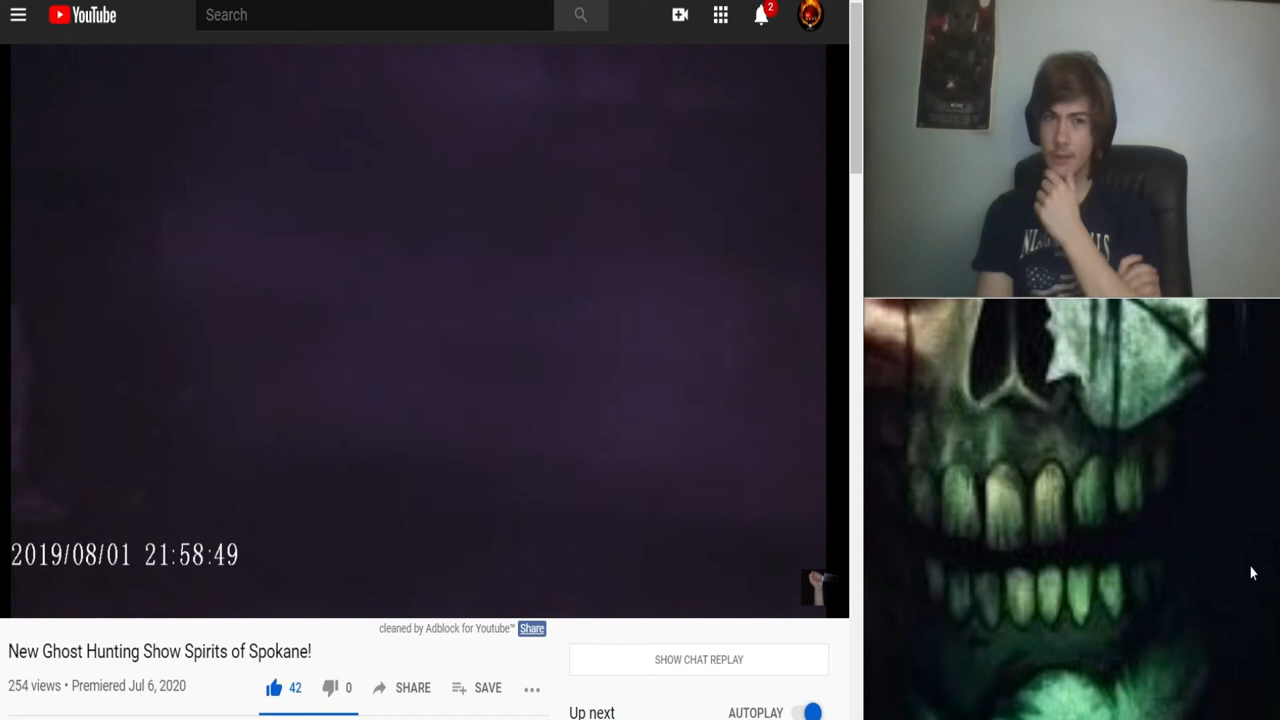 YouTube
Search
2
2019/08/01 21:58:49
cleaned by Adblock for Youtube™ Share
New Ghost Hunting Show Spirits of Spokane!
254 views • Premiered Jul 6, 2020
42
0
SHARE
SAVE
SHOW CHAT REPLAY
Up next
AUTOPLAY